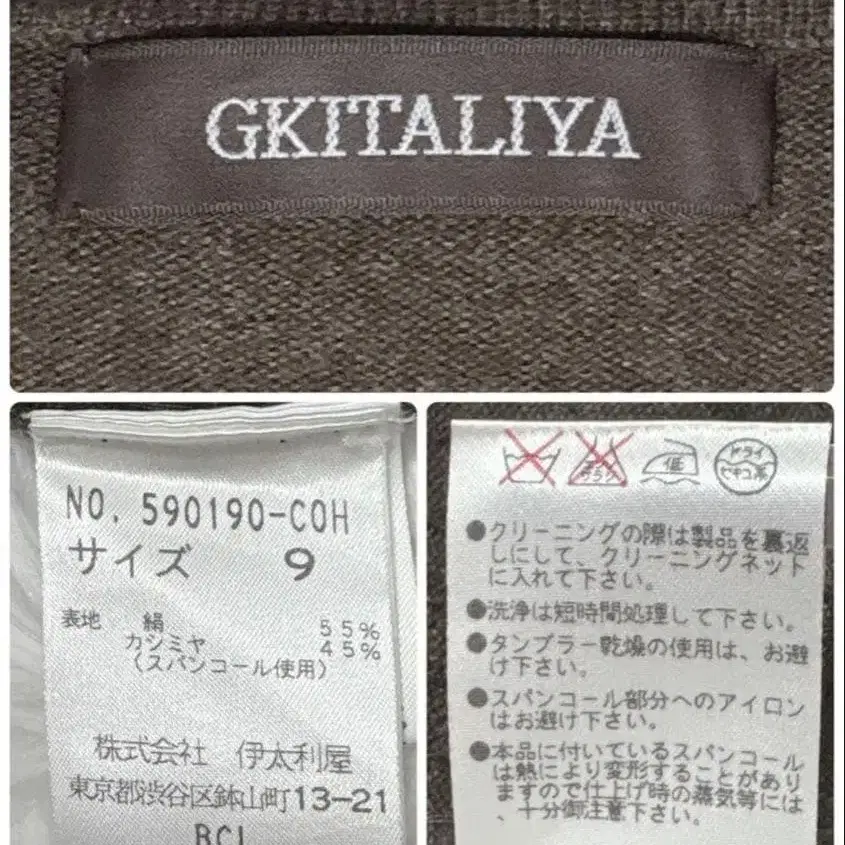 GKITALIYA
NO. 590190-COH
サイズ 9
表地 絹 55%
カシミヤ 45%
(スパンコール使用)
株式会社 伊太利屋
東京都渋谷区鉢山町13-21
BCL
低
ドライ
セキユ系
●クリーニングの際は製品を裏返
しにして、クリーニングネット
に入れて下さい。
●洗浄は短時間処理して下さい。
●タンブラー乾燥の使用は、お避
け下さい。
●スパンコール部分へのアイロン
はお避け下さい。
●本品に付いているスパンコール
は熱により変形することがあり
ますので仕上げ時の蒸気等には
、十分御注意下さい。